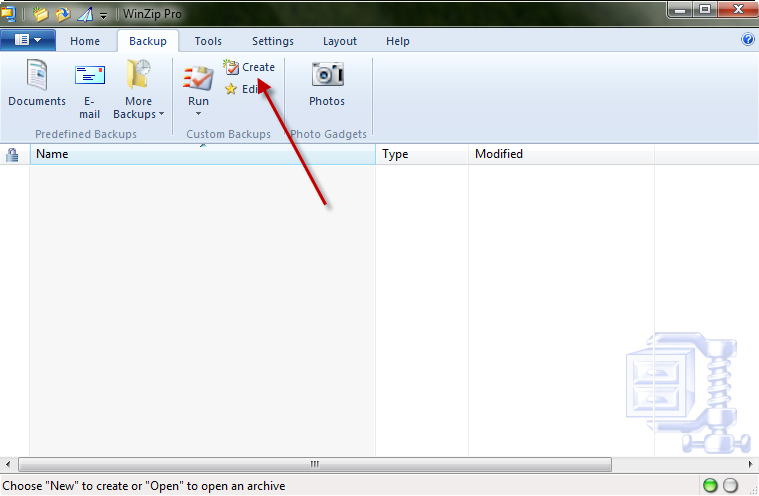 WinZip Pro
Home Backup Tools Settings Layout Help
Documents E-mail More Backups Run Create
Photos
Predefined Backups Custom Backups Photo Gadgets
Name Type Modified
Choose "New" to create or "Open" to open an archive